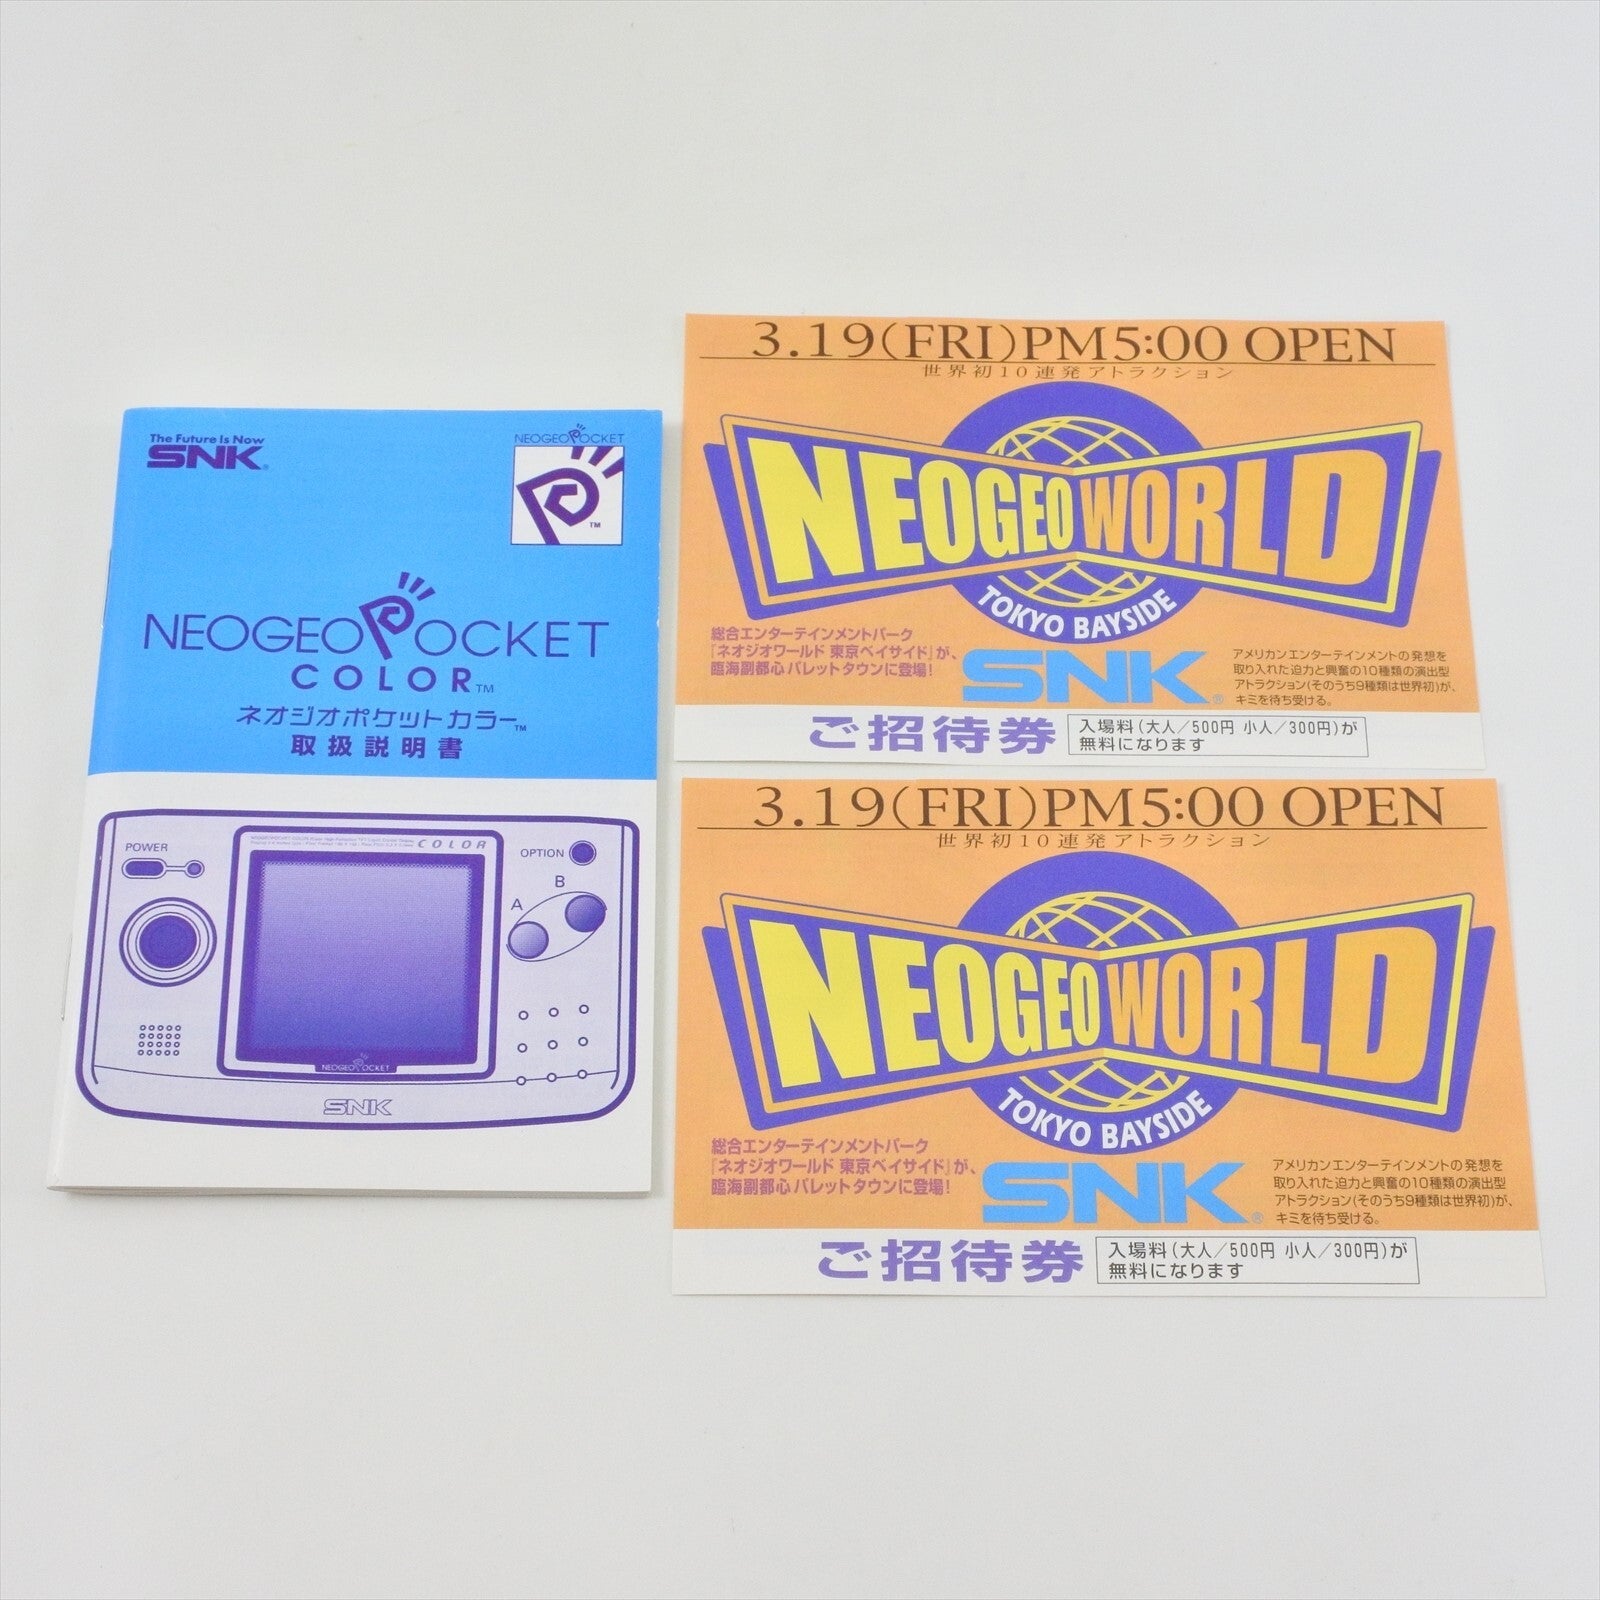 The Future Is Now
SNK®
NEOGEO POCKET
TM
NEOGEO POCKET
COLOR™
ネオジオポケットカラー™
取扱説明書
POWER
COLOR
OPTION
A
B
NEOGEO POCKET
SNK
3.19(FRI)PM5:00 OPEN
世界初10連発アトラクション
NEOGEO WORLD
TOKYO BAYSIDE
総合エンターテインメントパーク
『ネオジオワールド 東京ベイサイド』が、
臨海副都心 パレットタウンに登場!
SNK®
アメリカンエンターテインメントの発想を
取り入れた迫力と興奮の10種類の演出型
アトラクション(そのうち9種類は世界初)が、
キミを待ち受ける。
ご招待券
入場料(大人/500円 小人/300円)が
無料になります
3.19(FRI)PM5:00 OPEN
世界初10連発アトラクション
NEOGEO WORLD
TOKYO BAYSIDE
総合エンターテインメントパーク
『ネオジオワールド 東京ベイサイド』が、
臨海副都心 パレットタウンに登場!
SNK®
アメリカンエンターテインメントの発想を
取り入れた迫力と興奮の10種類の演出型
アトラクション(そのうち9種類は世界初)が、
キミを待ち受ける。
ご招待券
入場料(大人/500円 小人/300円)が
無料になります